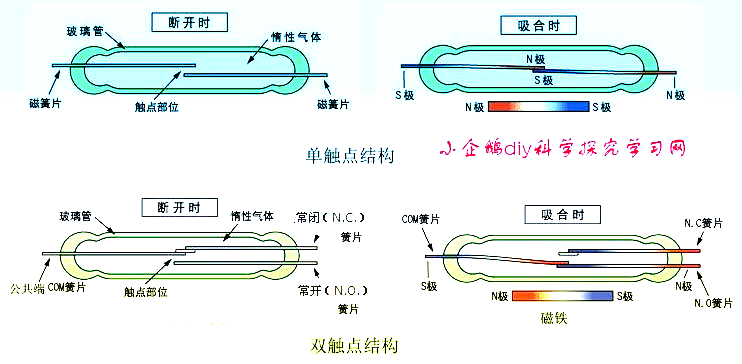 断开时
玻璃管
惰性气体
磁簧片
触点部位
磁簧片
吸合时
N极
S极
S极
N极
N极
S极
单触点结构
小企鹅diy科学探究学习网
断开时
玻璃管
惰性气体
常闭(N.C.)
簧片
公共端COM簧片
触点部位
常开(N.O.)
簧片
吸合时
COM簧片
N.C簧片
S极
N极
N.O簧片
N极
S极
磁铁
双触点结构